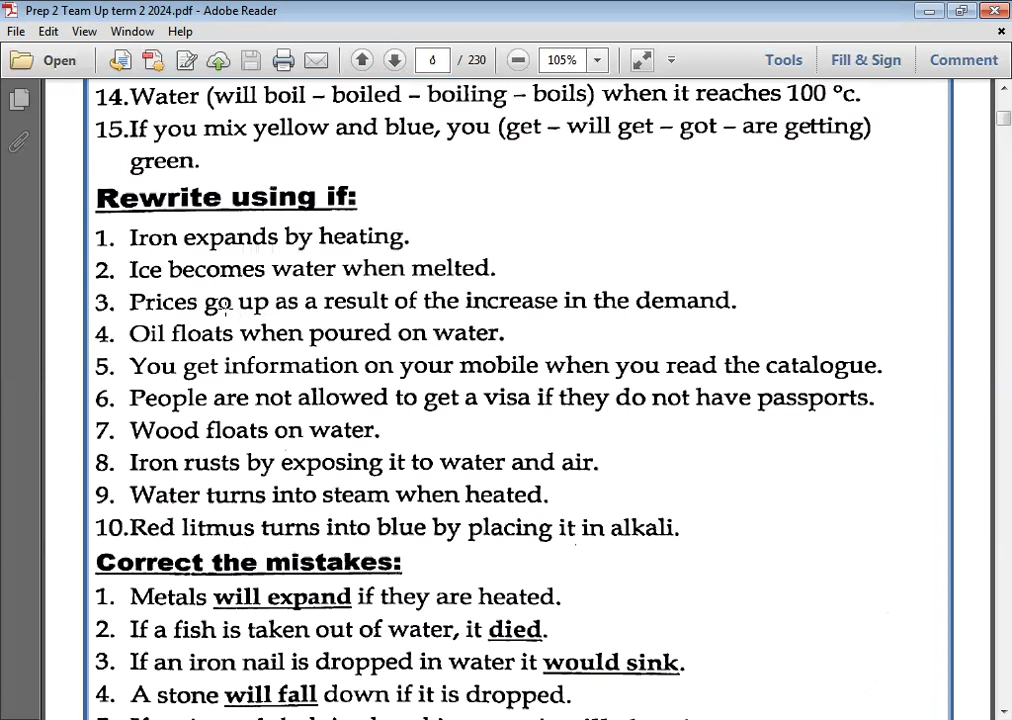 Prep 2 Team Up term 2 2024.pdf - Adobe Reader
File Edit View Window Help
Open 6 / 230 105% Tools Fill & Sign Comment
14.Water (will boil – boiled – boiling – boils) when it reaches 100 °c.
15.If you mix yellow and blue, you (get – will get – got – are getting)
green.
Rewrite using if:
1. Iron expands by heating.
2. Ice becomes water when melted.
3. Prices go up as a result of the increase in the demand.
4. Oil floats when poured on water.
5. You get information on your mobile when you read the catalogue.
6. People are not allowed to get a visa if they do not have passports.
7. Wood floats on water.
8. Iron rusts by exposing it to water and air.
9. Water turns into steam when heated.
10.Red litmus turns into blue by placing it in alkali.
Correct the mistakes:
1. Metals will expand if they are heated.
2. If a fish is taken out of water, it died.
3. If an iron nail is dropped in water it would sink.
4. A stone will fall down if it is dropped.